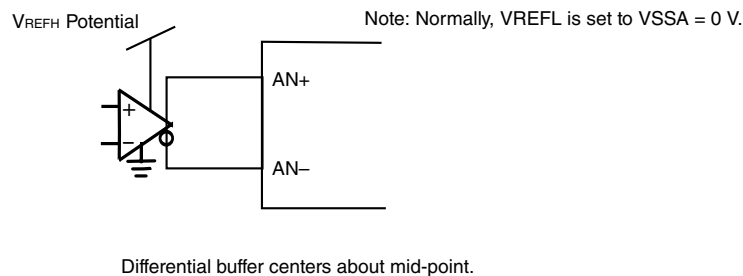 VREFH Potential
Note: Normally, VREFL is set to VSSA = 0 V.
AN+
+
−
AN–
Differential buffer centers about mid-point.